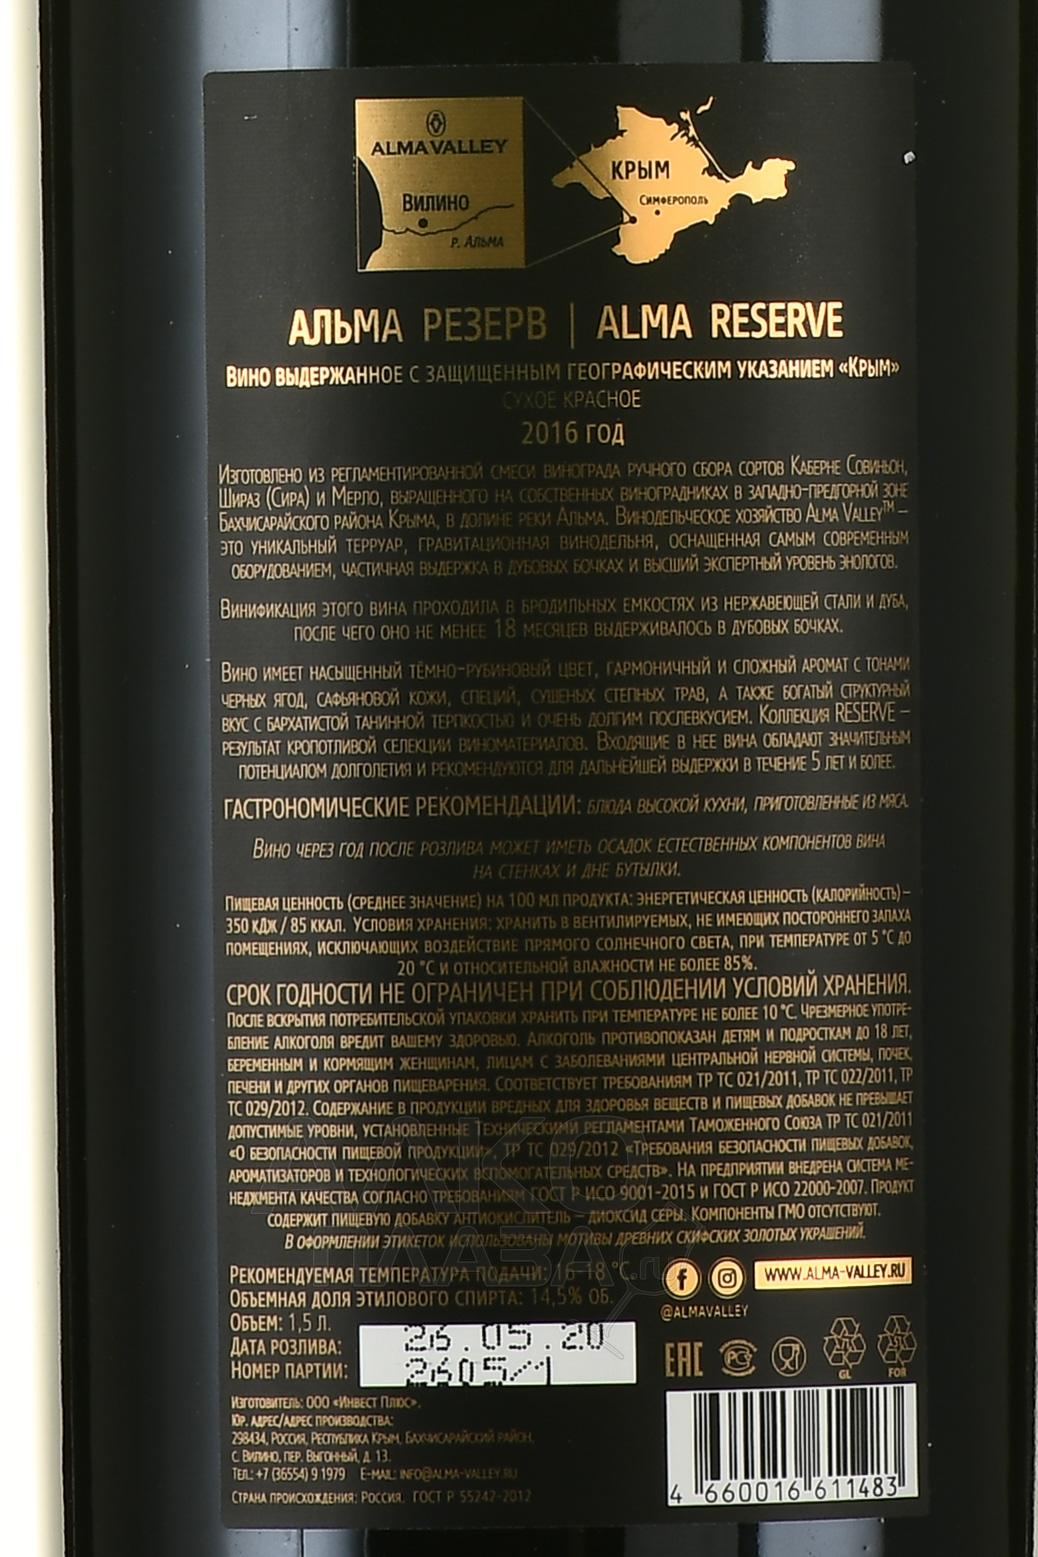 ALMA VALLEY
Вилино
р. Альма
Крым
Симферополь
Альма Резерв | ALMA RESERVE
Вино выдержанное с защищенным географическим указанием «Крым»
сухое красное
2016 год
Изготовлено из регламентированной смеси винограда ручного сбора сортов Каберне Совиньон,
Шираз (Сира) и Мерло, выращенного на собственных виноградниках в западно-предгорной зоне
Бахчисарайского района Крыма, в долине реки Альма. Винодельческое хозяйство Alma Valley™ –
это уникальный терруар, гравитационная винодельня, оснащенная самым современным
оборудованием, частичная выдержка в дубовых бочках и высший экспертный уровень энологов.
Винификация этого вина проходила в бродильных емкостях из нержавеющей стали и дуба,
после чего оно не менее 18 месяцев выдерживалось в дубовых бочках.
Вино имеет насыщенный тёмно-рубиновый цвет, гармоничный и сложный аромат с тонами
черных ягод, сафьяновой кожи, специй, сушеных степных трав, а также богатый структурный
вкус с бархатистой танинной терпкостью и очень долгим послевкусием. Коллекция RESERVE –
результат кропотливой селекции виноматериалов. Входящие в нее вина обладают значительным
потенциалом долголетия и рекомендуются для дальнейшей выдержки в течение 5 лет и более.
Гастрономические рекомендации: блюда высокой кухни, приготовленные из мяса.
Вино через год после розлива может иметь осадок естественных компонентов вина
на стенках и дне бутылки.
Пищевая ценность (среднее значение) на 100 мл продукта: энергетическая ценность (калорийность) –
350 кДж / 85 ккал. Условия хранения: хранить в вентилируемых, не имеющих постороннего запаха
помещениях, исключающих воздействие прямого солнечного света, при температуре от 5 °C до
20 °C и относительной влажности не более 85%.
Срок годности не ограничен при соблюдении условий хранения.
После вскрытия потребительской упаковки хранить при температуре не более 10 °C. Чрезмерное употре-
бление алкоголя вредит вашему здоровью. Алкоголь противопоказан детям и подросткам до 18 лет,
беременным и кормящим женщинам, лицам с заболеваниями центральной нервной системы, почек,
печени и других органов пищеварения. Соответствует требованиям ТР ТС 021/2011, ТР ТС 022/2011, ТР
ТС 029/2012. Содержание в продукции вредных для здоровья веществ и пищевых добавок не превышает
допустимые уровни, установленные Техническими регламентами Таможенного Союза ТР ТС 021/2011
«О безопасности пищевой продукции», ТР ТС 029/2012 «Требования безопасности пищевых добавок,
ароматизаторов и технологических вспомогательных средств». На предприятии внедрена система ме-
неджмента качества согласно требованиям ГОСТ Р ИСО 9001-2015 и ГОСТ Р ИСО 22000-2007. Продукт
содержит пищевую добавку антиокислитель – диоксид серы. Компоненты ГМО отсутствуют.
В оформлении этикеток использованы мотивы древних скифских золотых украшений.
Рекомендуемая температура подачи: 16-18 °C.
Объемная доля этилового спирта: 14,5% об.
Объем: 1,5 л.
Дата розлива: 26.05.20
Номер партии: 2605/1
www.alma-valley.ru
@ALMAVALLEY
EAC
РС
GL
FOR
Изготовитель: ООО «Инвест Плюс».
Юр. адрес/адрес производства:
298434, Россия, Республика Крым, Бахчисарайский район,
с. Вилино, пер. Выгонный, д. 13.
Тел.: +7 (36554) 9 1979 E-mail: info@alma-valley.ru
Страна происхождения: Россия. ГОСТ Р 55242-2012
4 660016 611483
АЛКО
ПЛАЗА.ru